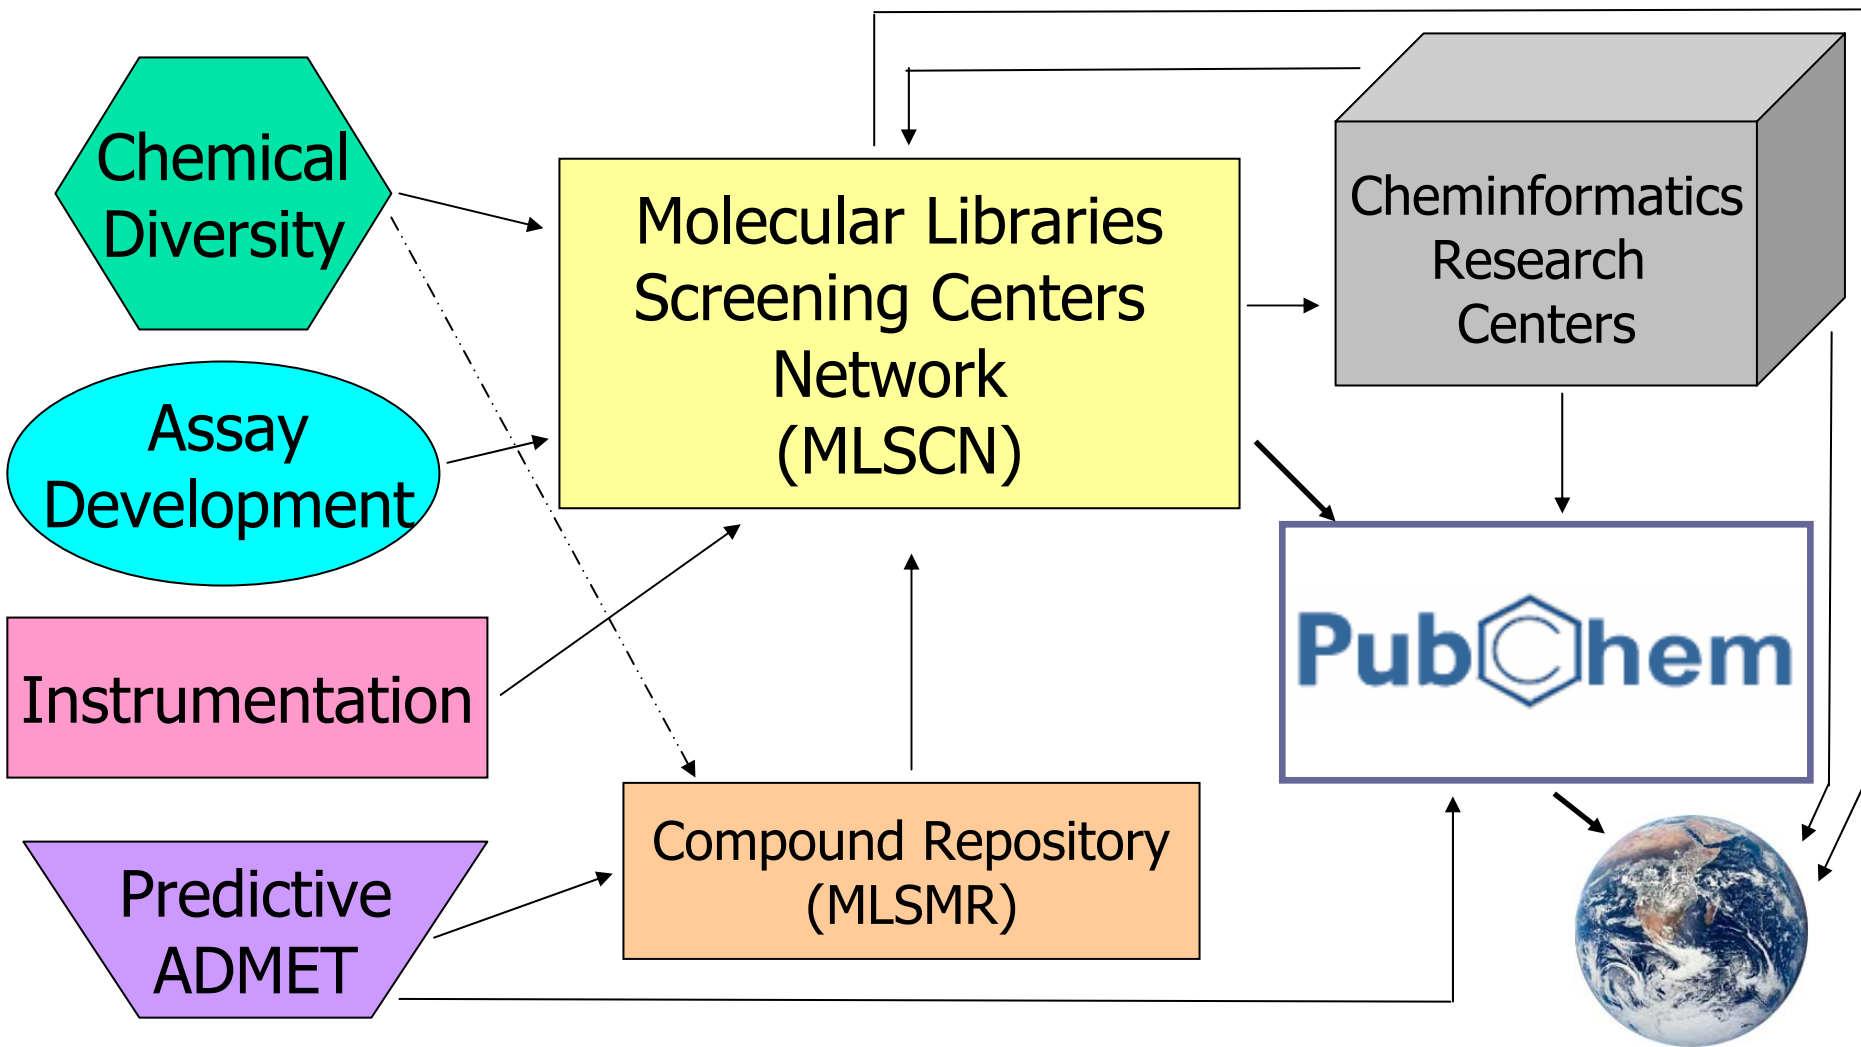 Chemical
Diversity
Assay
Development
Instrumentation
Predictive
ADMET
Molecular Libraries
Screening Centers
Network
(MLSCN)
Compound Repository
(MLSMR)
Cheminformatics
Research
Centers
PubChem